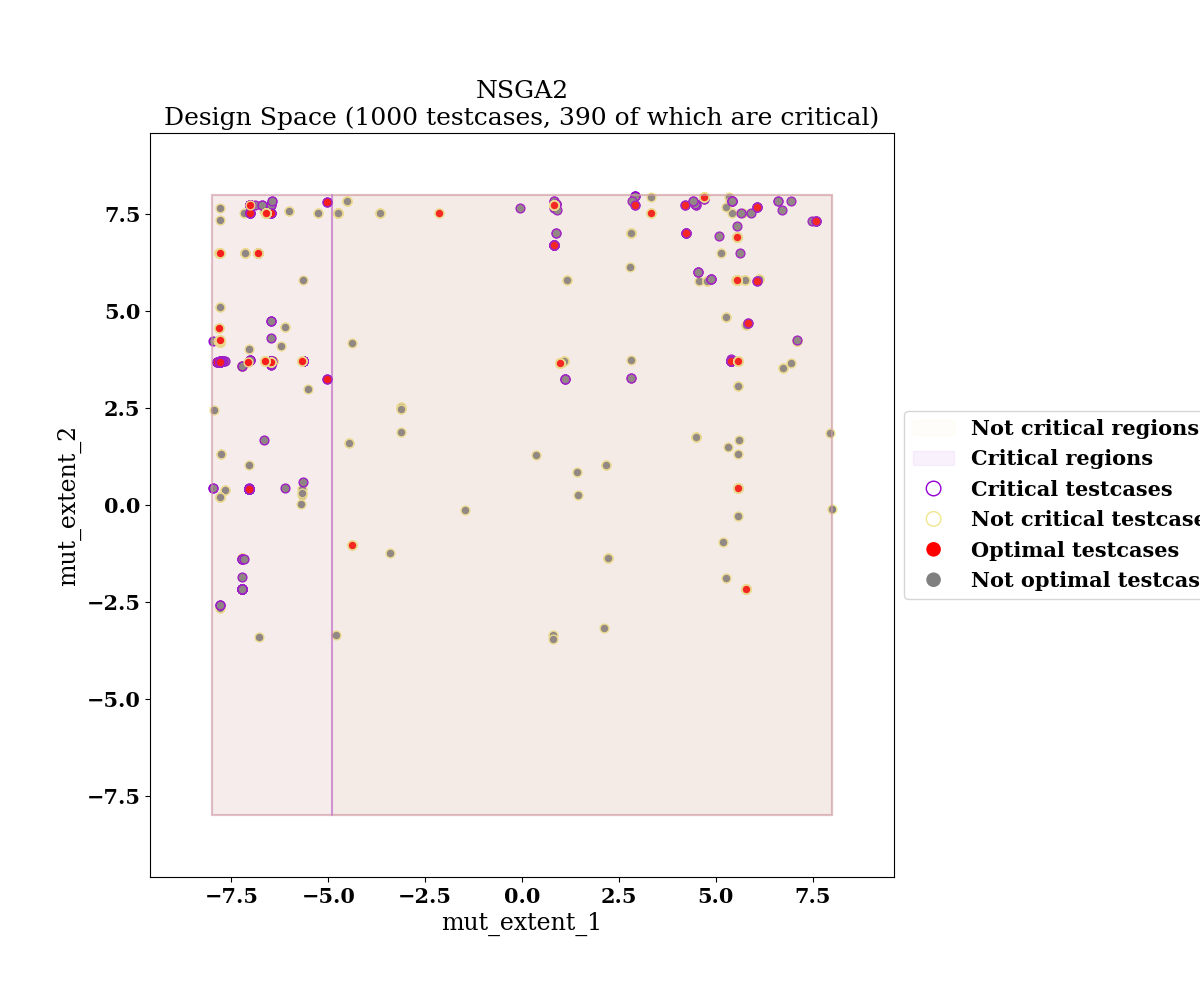 NSGA2
Design Space (1000 testcases, 390 of which are critical)
7.5
5.0
2.5
0.0
−2.5
−5.0
−7.5
mut_extent_2
−7.5 −5.0 −2.5 0.0 2.5 5.0 7.5
mut_extent_1
Not critical regions
Critical regions
Critical testcases
Not critical testcase
Optimal testcases
Not optimal testcas